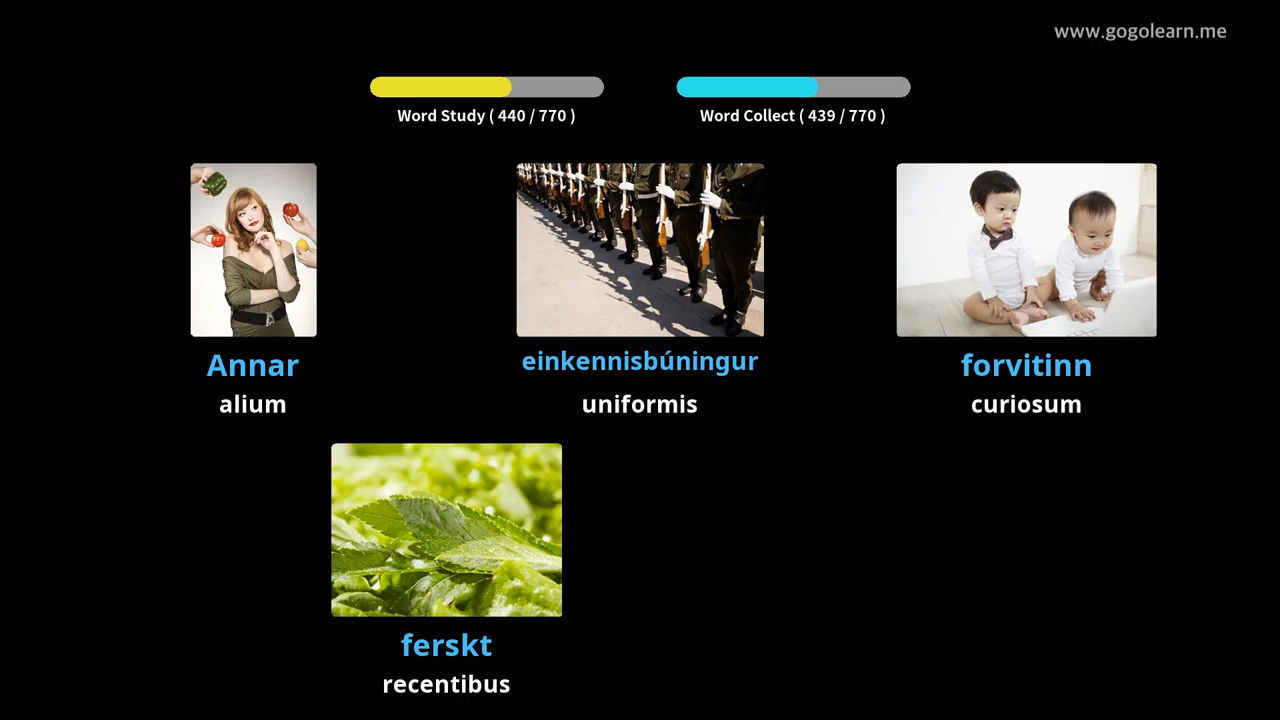 www.gogolearn.me
Word Study ( 440 / 770 )
Word Collect ( 439 / 770 )
Annar
alium
einkennisbúningur
uniformis
forvitinn
curiosum
ferskt
recentibus